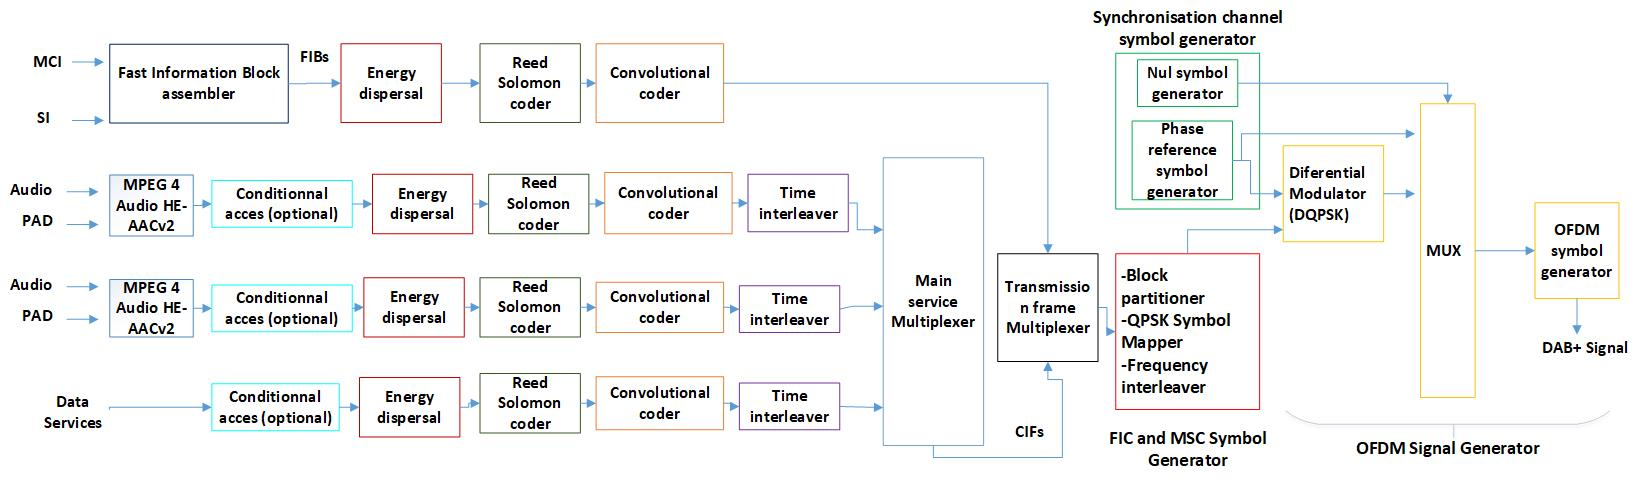 Synchronisation channel
symbol generator
MCI
SI
Fast Information Block
assembler
FIBs
Energy
dispersal
Reed
Solomon
coder
Convolutional
coder
Nul symbol
generator
Phase
reference
symbol
generator
Audio
PAD
MPEG 4
Audio HE-
AACv2
Conditionnal
acces (optional)
Energy
dispersal
Reed
Solomon
coder
Convolutional
coder
Time
interleaver
Audio
PAD
MPEG 4
Audio HE-
AACv2
Conditionnal
acces (optional)
Energy
dispersal
Reed
Solomon
coder
Convolutional
coder
Time
interleaver
Data
Services
Conditionnal
acces (optional)
Energy
dispersal
Reed
Solomon
coder
Convolutional
coder
Time
interleaver
Main
service
Multiplexer
CIFs
Transmissio
n frame
Multiplexer
-Block
partitioner
-QPSK Symbol
Mapper
-Frequency
interleaver
FIC and MSC Symbol
Generator
Diferential
Modulator
(DQPSK)
MUX
OFDM
symbol
generator
DAB+ Signal
OFDM Signal Generator